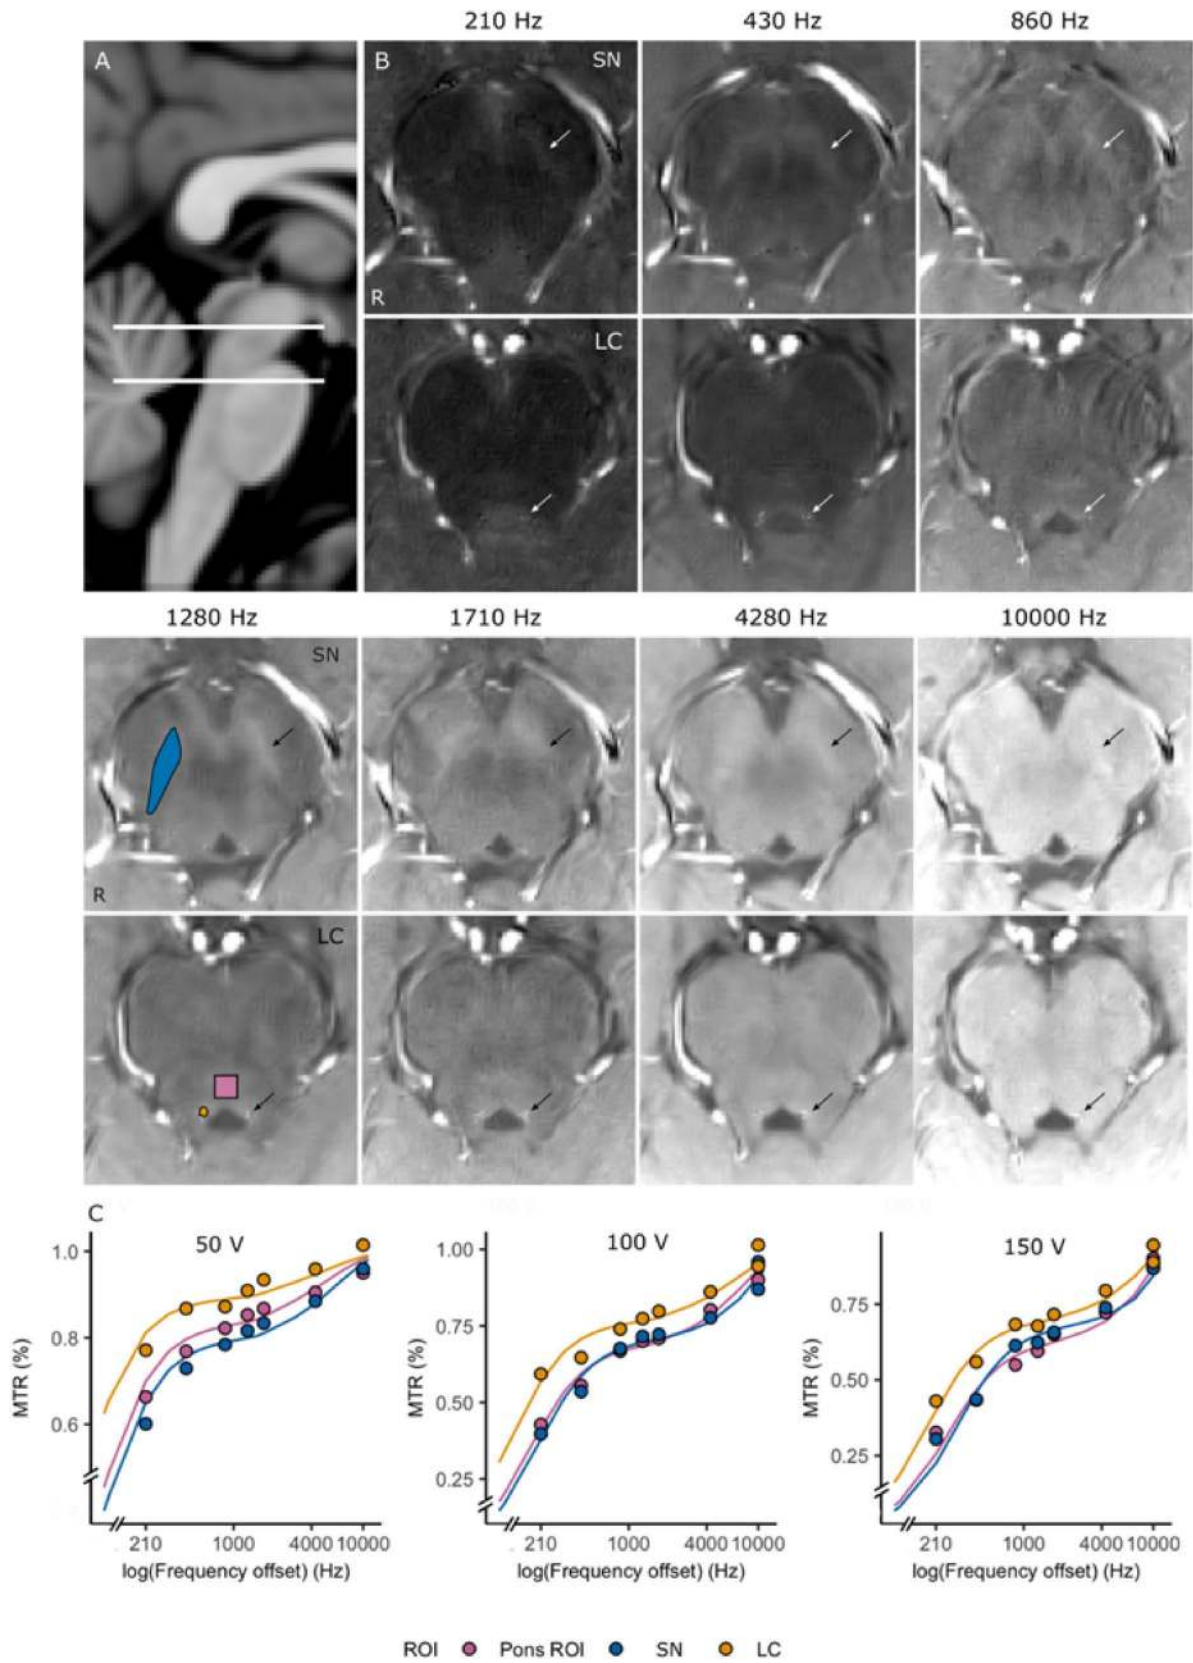 210 Hz 430 Hz 860 Hz
A B SN
R
LC
1280 Hz 1710 Hz 4280 Hz 10000 Hz
SN
R
LC
C
50 V 100 V 150 V
MTR (%)
1.0
0.8
0.6
210 1000 4000 10000
log(Frequency offset) (Hz)
MTR (%)
1.00
0.75
0.50
0.25
210 1000 4000 10000
log(Frequency offset) (Hz)
MTR (%)
0.75
0.50
0.25
210 1000 4000 10000
log(Frequency offset) (Hz)
ROI Pons ROI SN LC